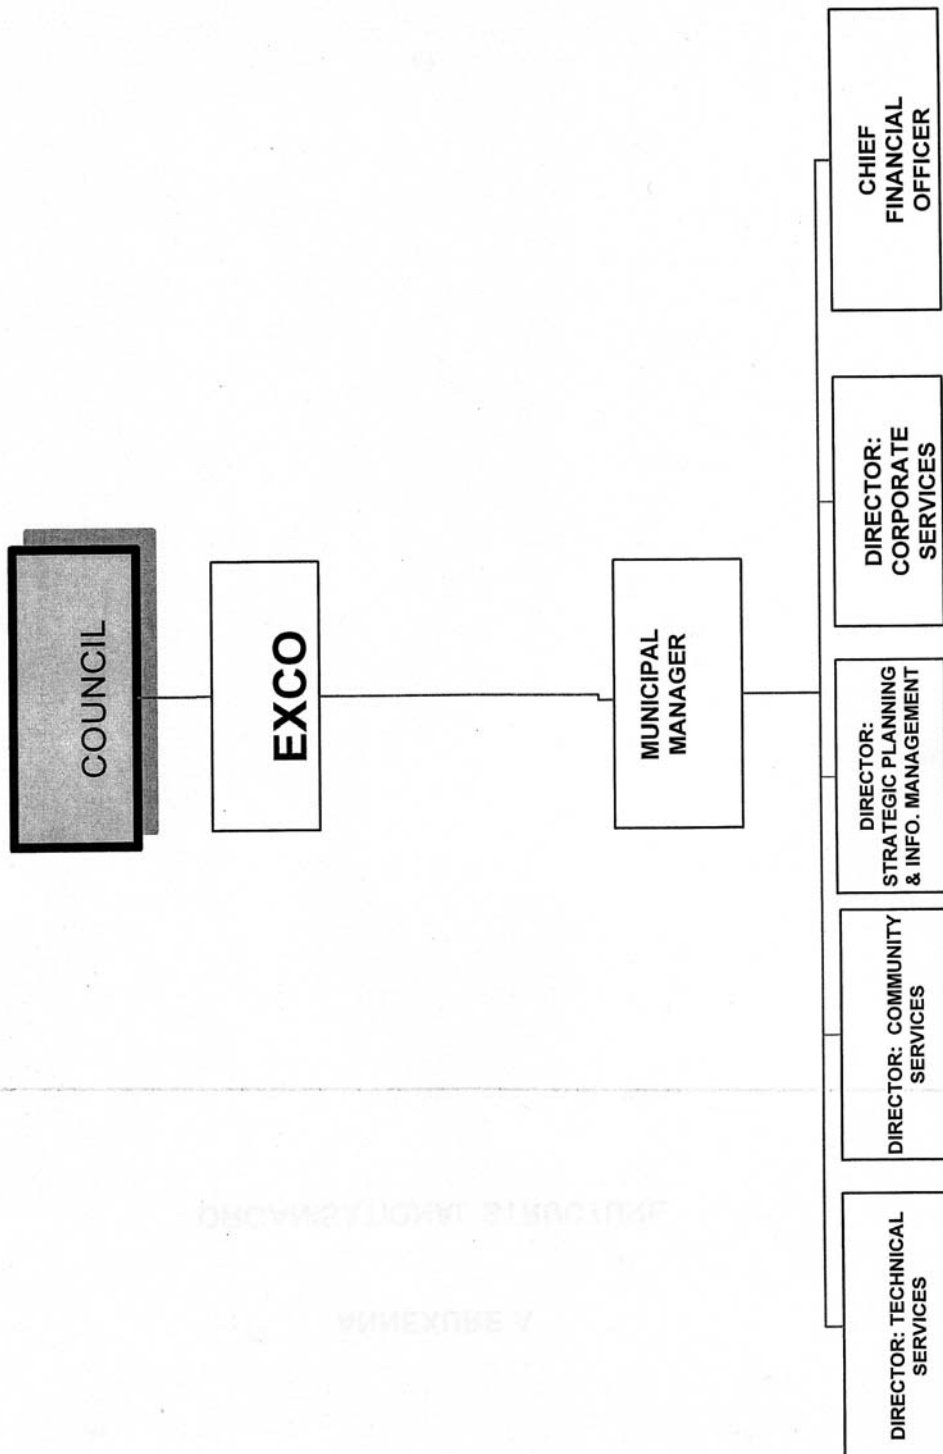 COUNCIL
EXCO
MUNICIPAL
MANAGER
DIRECTOR: TECHNICAL
SERVICES
DIRECTOR: COMMUNITY
SERVICES
DIRECTOR:
STRATEGIC PLANNING
& INFO. MANAGEMENT
DIRECTOR:
CORPORATE
SERVICES
CHIEF
FINANCIAL
OFFICER
ANNEXURE A
ORGANISATIONAL STRUCTURE